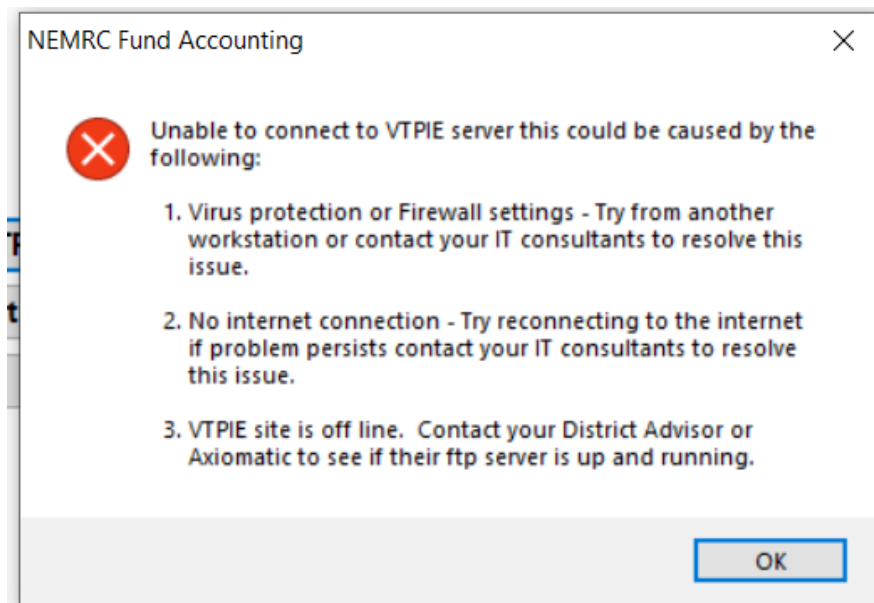 NEMRC Fund Accounting
Unable to connect to VTPIE server this could be caused by the
following:
1. Virus protection or Firewall settings - Try from another
workstation or contact your IT consultants to resolve this
issue.
2. No internet connection - Try reconnecting to the internet
if problem persists contact your IT consultants to resolve
this issue.
3. VTPIE site is off line.  Contact your District Advisor or
Axiomatic to see if their ftp server is up and running.
OK